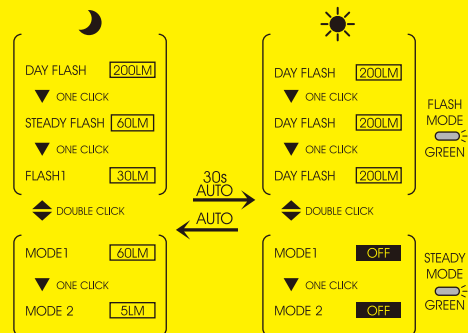 DAY FLASH 200LM
ONE CLICK
STEADY FLASH 60LM
ONE CLICK
FLASH1 30LM
DOUBLE CLICK
MODE1 60LM
ONE CLICK
MODE 2 5LM
30s
AUTO
AUTO
DAY FLASH 200LM
ONE CLICK
DAY FLASH 200LM
ONE CLICK
DAY FLASH 200LM
DOUBLE CLICK
MODE1 OFF
ONE CLICK
MODE 2 OFF
FLASH
MODE
GREEN
STEADY
MODE
GREEN